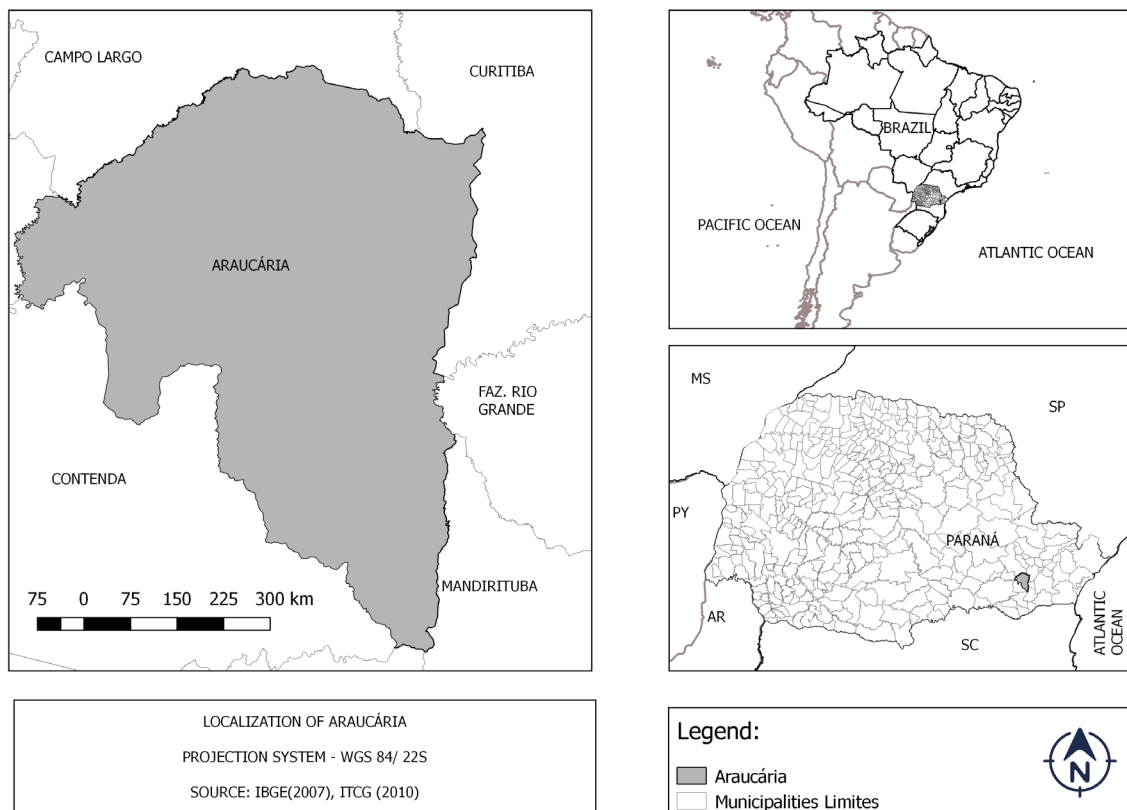 CAMPO LARGO
CURITIBA
ARAUCÁRIA
FAZ. RIO
GRANDE
CONTENDA
MANDIRITUBA
75 0 75 150 225 300 km
BRAZIL
PACIFIC OCEAN
ATLANTIC OCEAN
MS
SP
PY
PARANÁ
AR
SC
ATLANTIC
OCEAN
LOCALIZATION OF ARAUCÁRIA
PROJECTION SYSTEM - WGS 84/ 22S
SOURCE: IBGE(2007), ITCG (2010)
Legend:
Araucária
Municipalities Limites
N